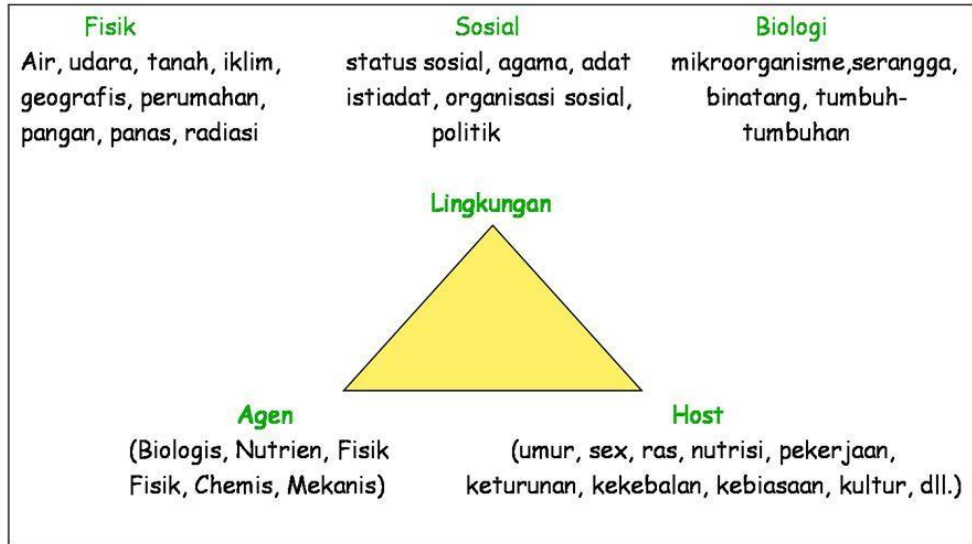 Fisik
Air, udara, tanah, iklim,
geografis, perumahan,
pangan, panas, radiasi
Sosial
status sosial, agama, adat
istiadat, organisasi sosial,
politik
Biologi
mikroorganisme,serangga,
binatang, tumbuh-
tumbuhan
Lingkungan
Agen
(Biologis, Nutrien, Fisik
Fisik, Chemis, Mekanis)
Host
(umur, sex, ras, nutrisi, pekerjaan,
keturunan, kekebalan, kebiasaan, kultur, dll.)